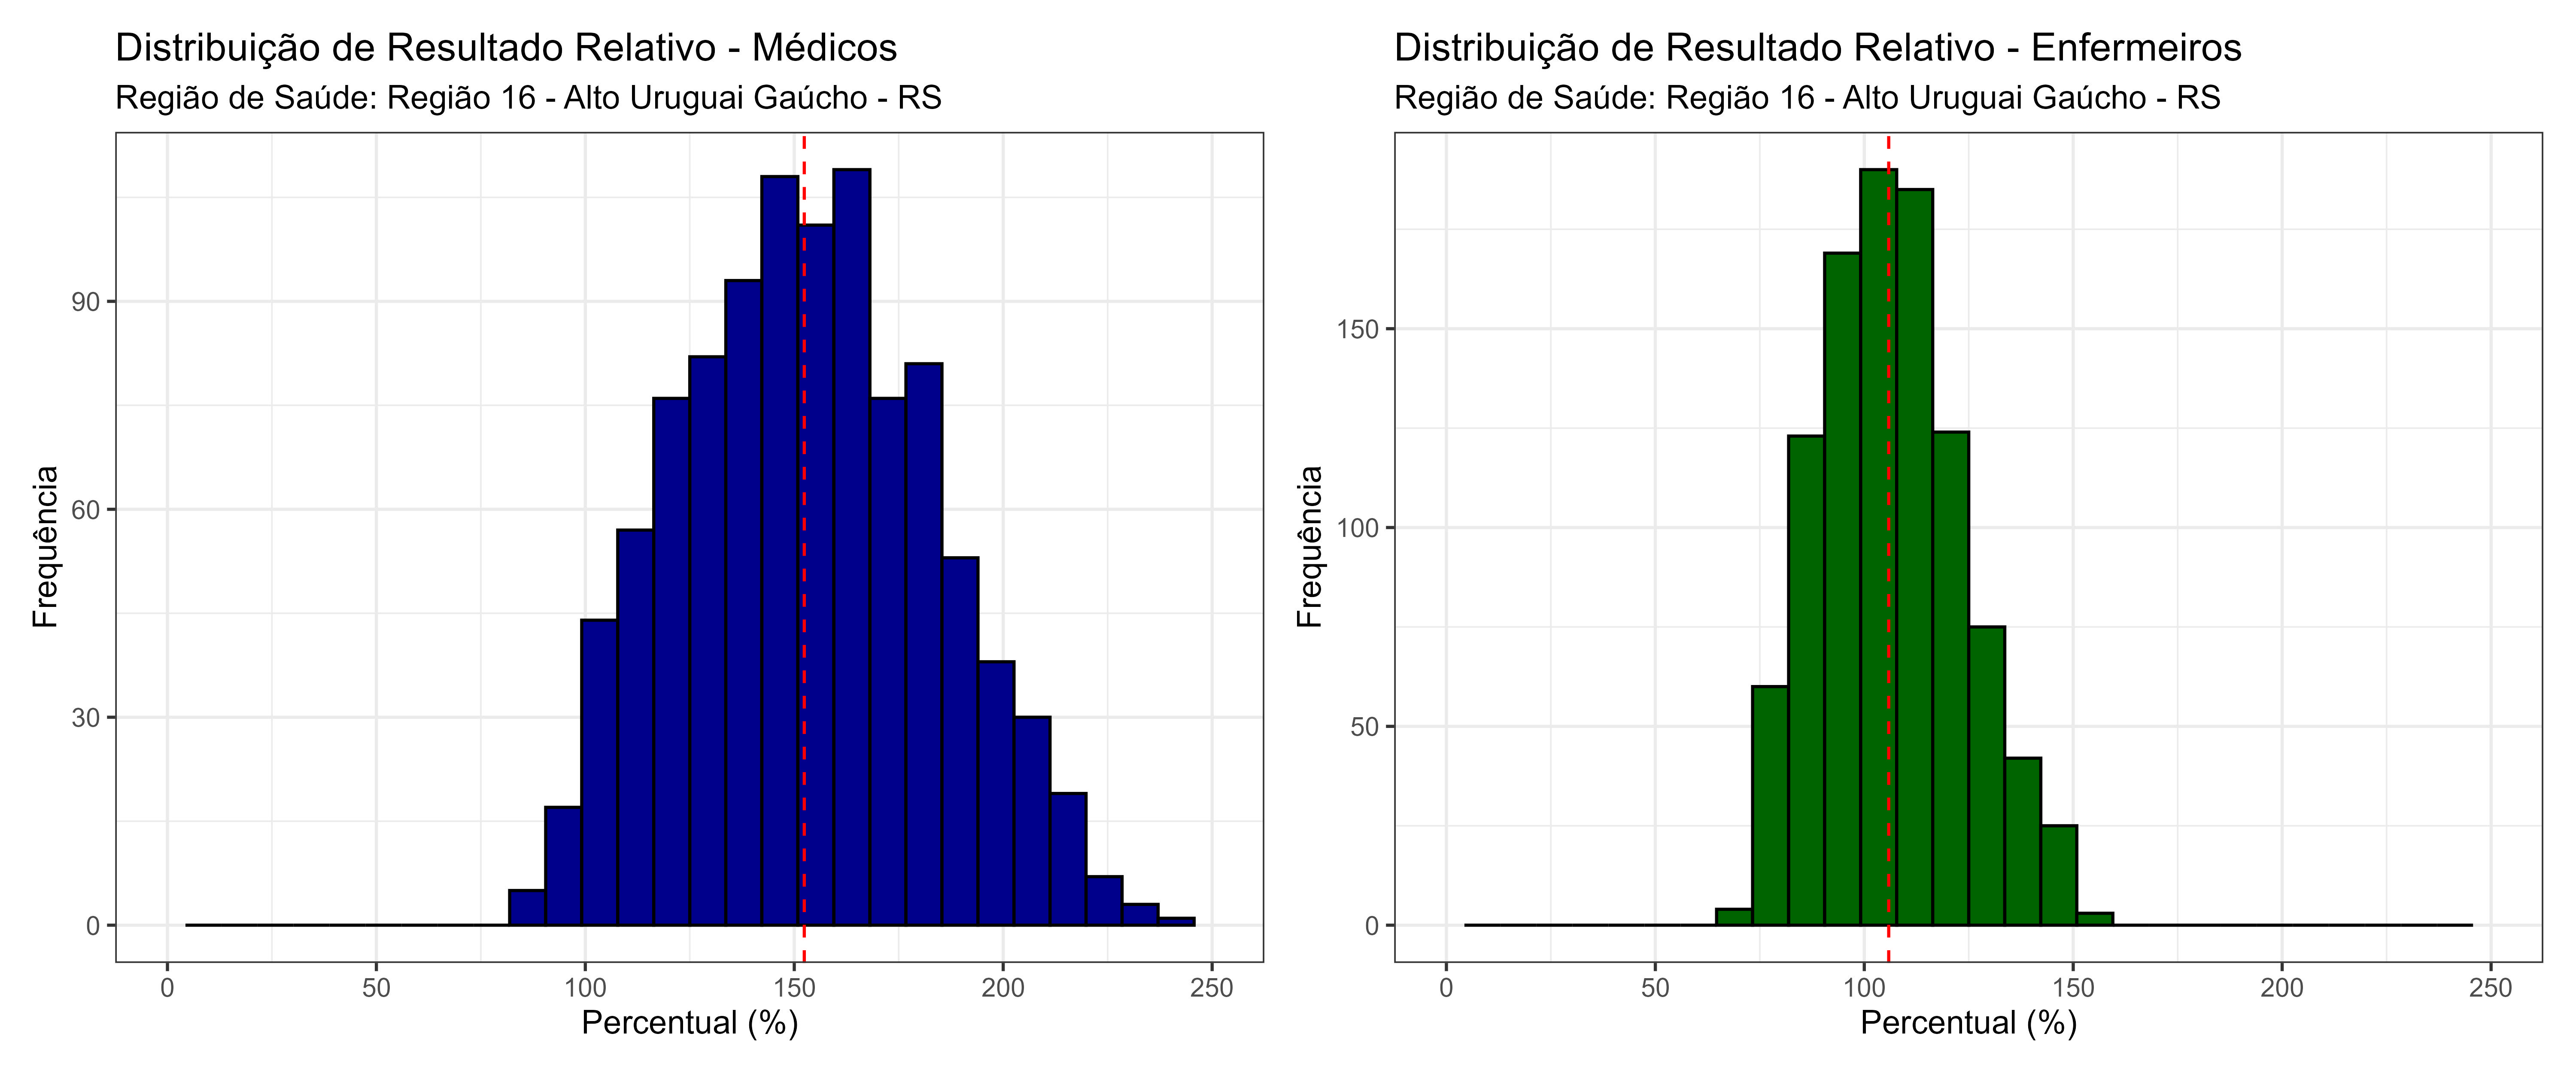 Distribuição de Resultado Relativo - Médicos
Região de Saúde: Região 16 - Alto Uruguai Gaúcho - RS
Frequência
90
60
30
0
0 50 100 150 200 250
Percentual (%)
Distribuição de Resultado Relativo - Enfermeiros
Região de Saúde: Região 16 - Alto Uruguai Gaúcho - RS
Frequência
150
100
50
0
0 50 100 150 200 250
Percentual (%)